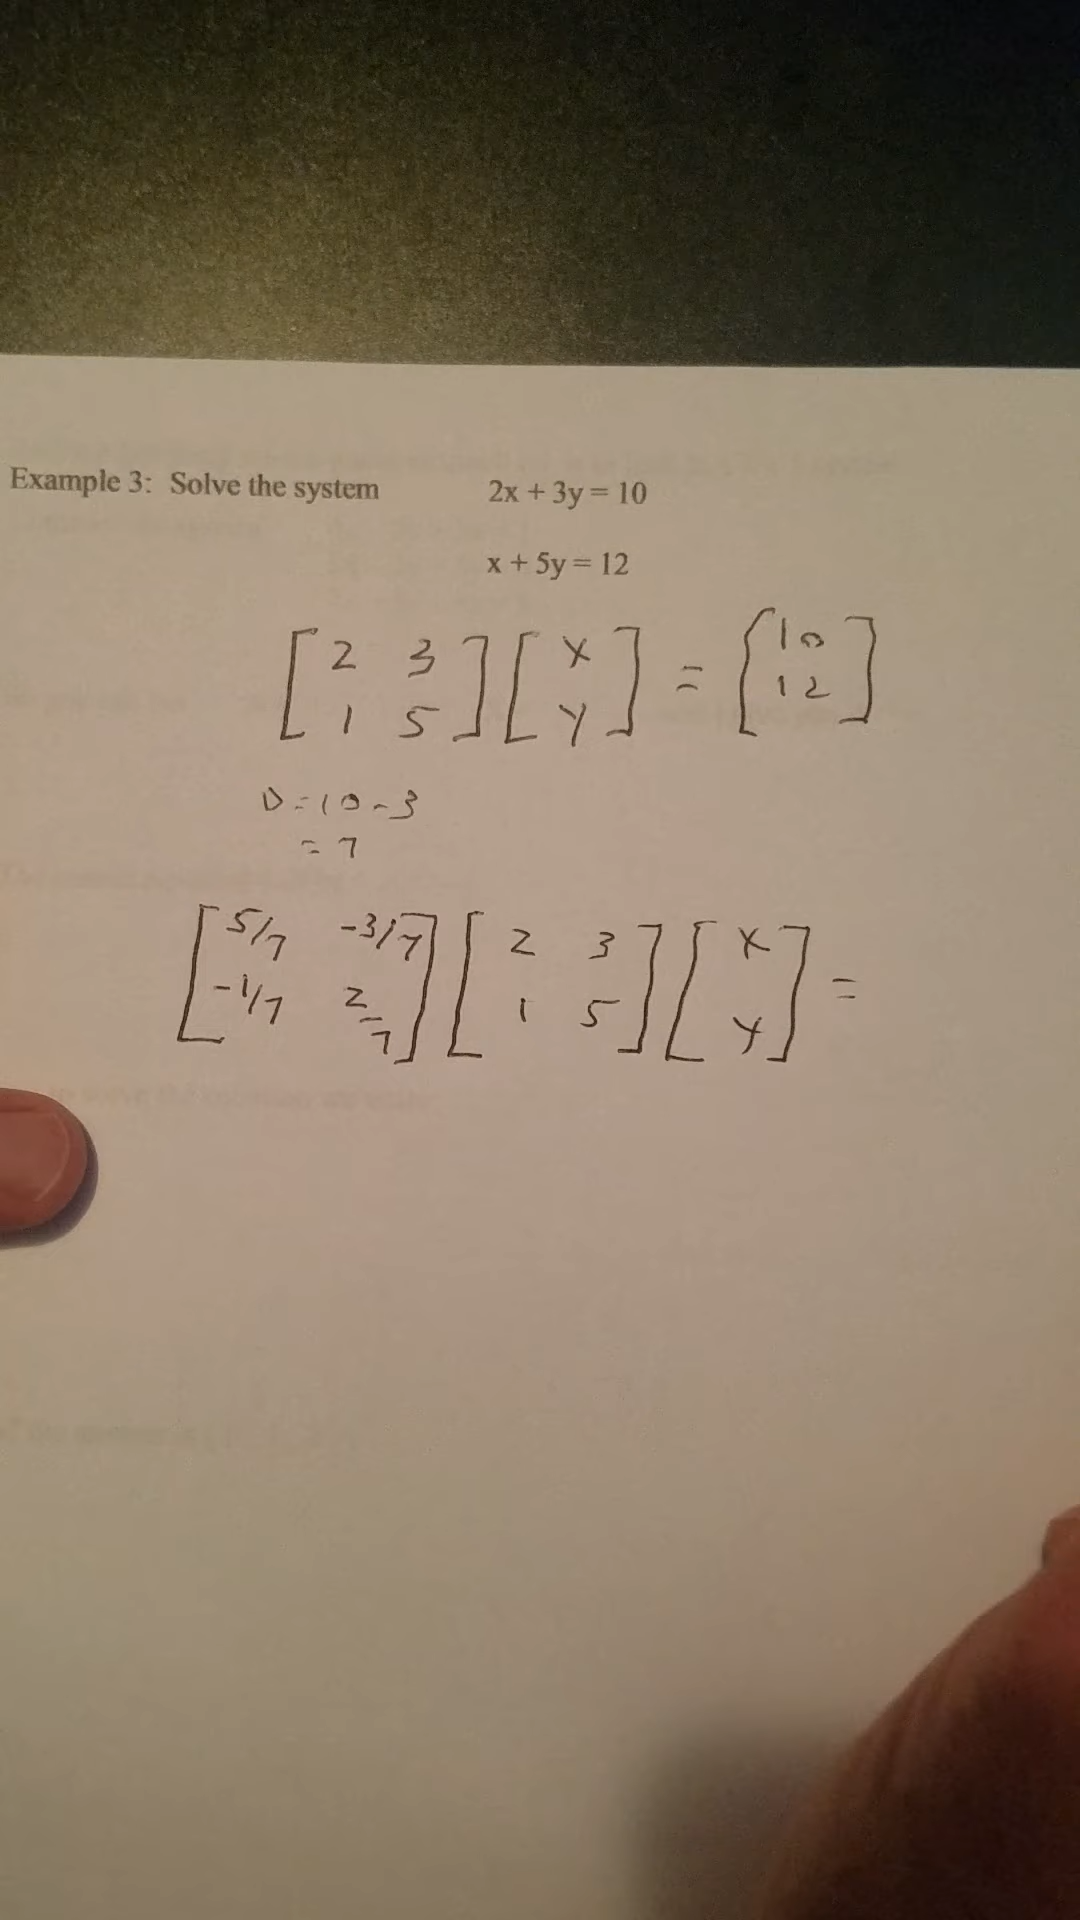 Example 3: Solve the system 2x + 3y = 10
x + 5y = 12
[2 3] [x] = [10]
[1 5] [y] [12]
D = 10 - 3
= 7
[5/7 -3/7] [2 3] [x] =
[-1/7 2/7] [1 5] [y]